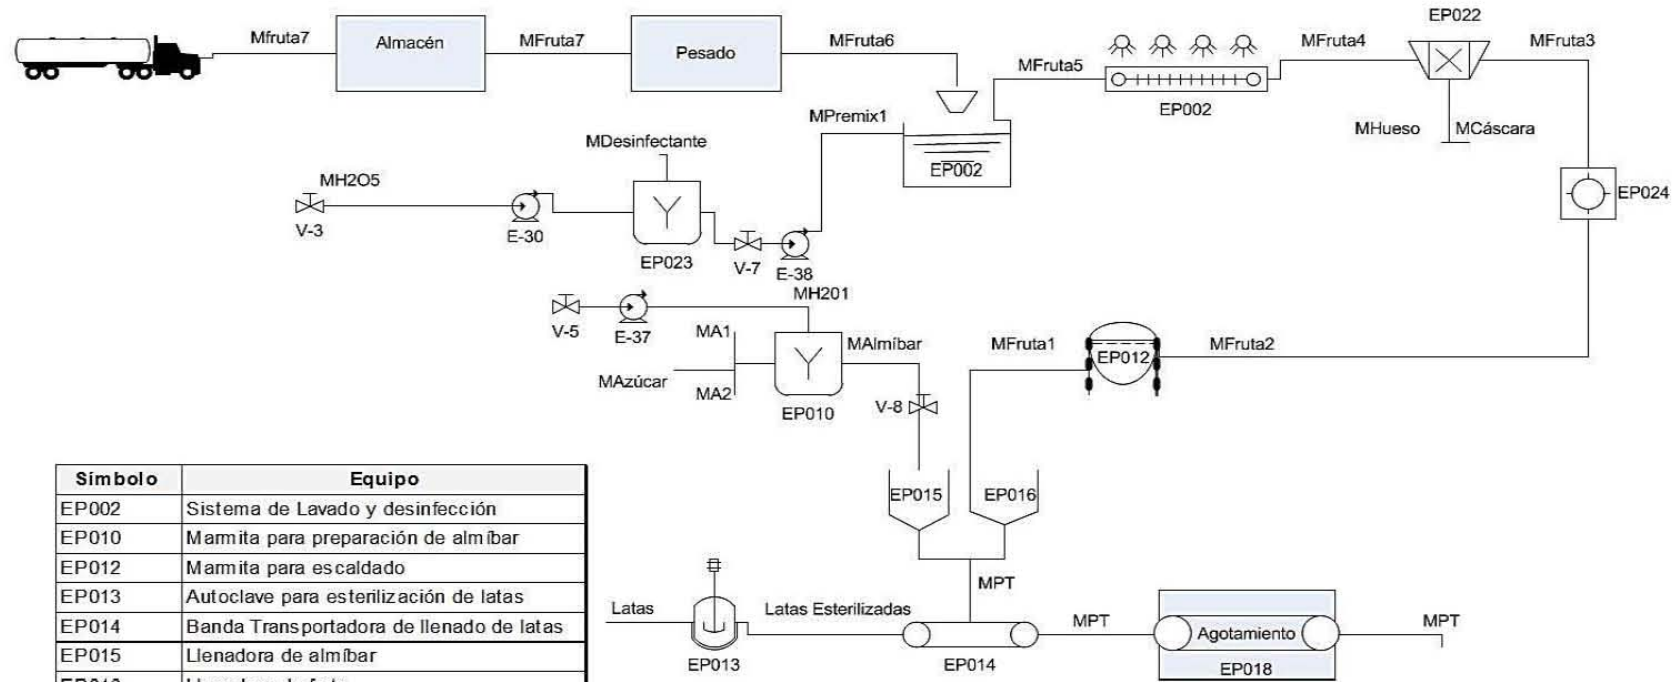 Mfruta7
Almacén
MFruta7
Pesado
MFruta6
MFruta5
EP002
MFruta4
EP022
MFruta3
MHueso
MCáscara
EP024
MPremix1
EP002
MDesinfectante
MH2O5
V-3
E-30
EP023
V-7
E-38
MH201
V-5
E-37
MA1
MAzúcar
MA2
EP010
MAlmíbar
V-8
MFruta1
EP012
MFruta2
EP015
EP016
MPT
Latas
EP013
Latas Esterilizadas
EP014
MPT
Agotamiento
EP018
MPT
Símbolo Equipo
EP002 Sistema de Lavado y desinfección
EP010 Marmita para preparación de almíbar
EP012 Marmita para escaldado
EP013 Autoclave para esterilización de latas
EP014 Banda Transportadora de llenado de latas
EP015 Llenadora de almíbar